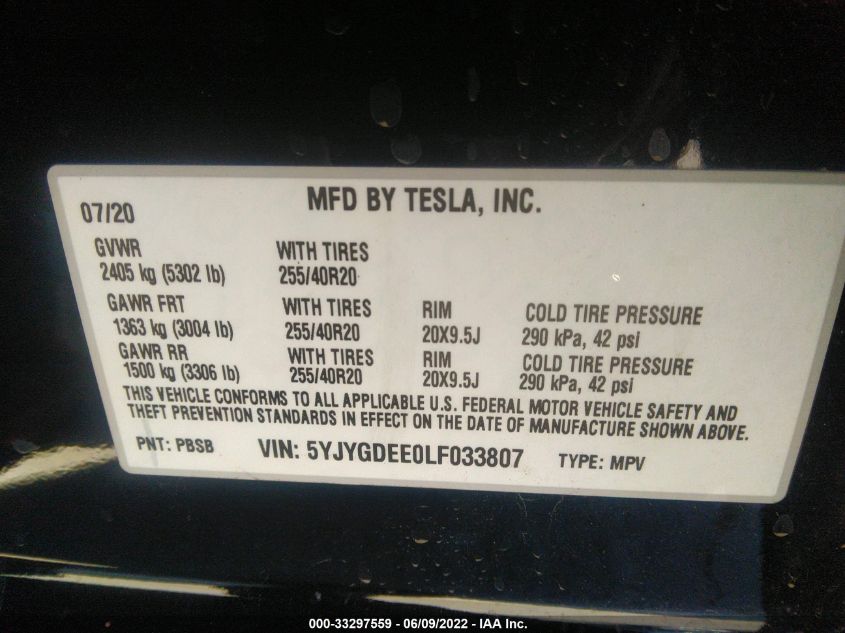 07/20 MFD BY TESLA, INC.
GVWR WITH TIRES
2405 kg (5302 lb) 255/40R20
GAWR FRT WITH TIRES RIM COLD TIRE PRESSURE
1363 kg (3004 lb) 255/40R20 20X9.5J 290 kPa, 42 psi
GAWR RR WITH TIRES RIM COLD TIRE PRESSURE
1500 kg (3306 lb) 255/40R20 20X9.5J 290 kPa, 42 psi
THIS VEHICLE CONFORMS TO ALL APPLICABLE U.S. FEDERAL MOTOR VEHICLE SAFETY AND
THEFT PREVENTION STANDARDS IN EFFECT ON THE DATE OF MANUFACTURE SHOWN ABOVE.
PNT: PBSB VIN: 5YJYGDEE0LF033807 TYPE: MPV
000-33297559 - 06/09/2022 - IAA Inc.